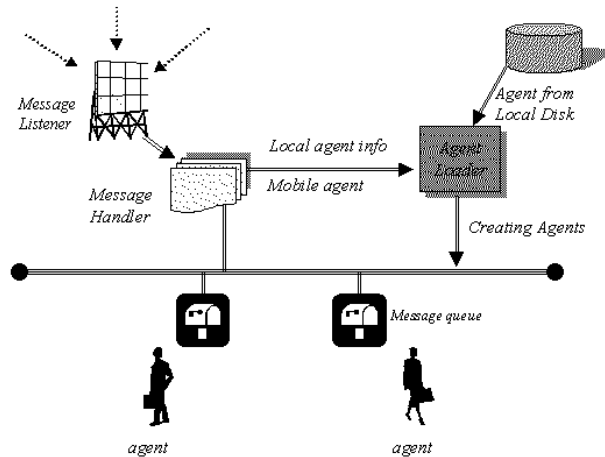 Message
Listener
Agent from
Local Disk
Local agent info
Agent
Loader
Message
Handler
Mobile agent
Creating Agents
Message queue
agent
agent